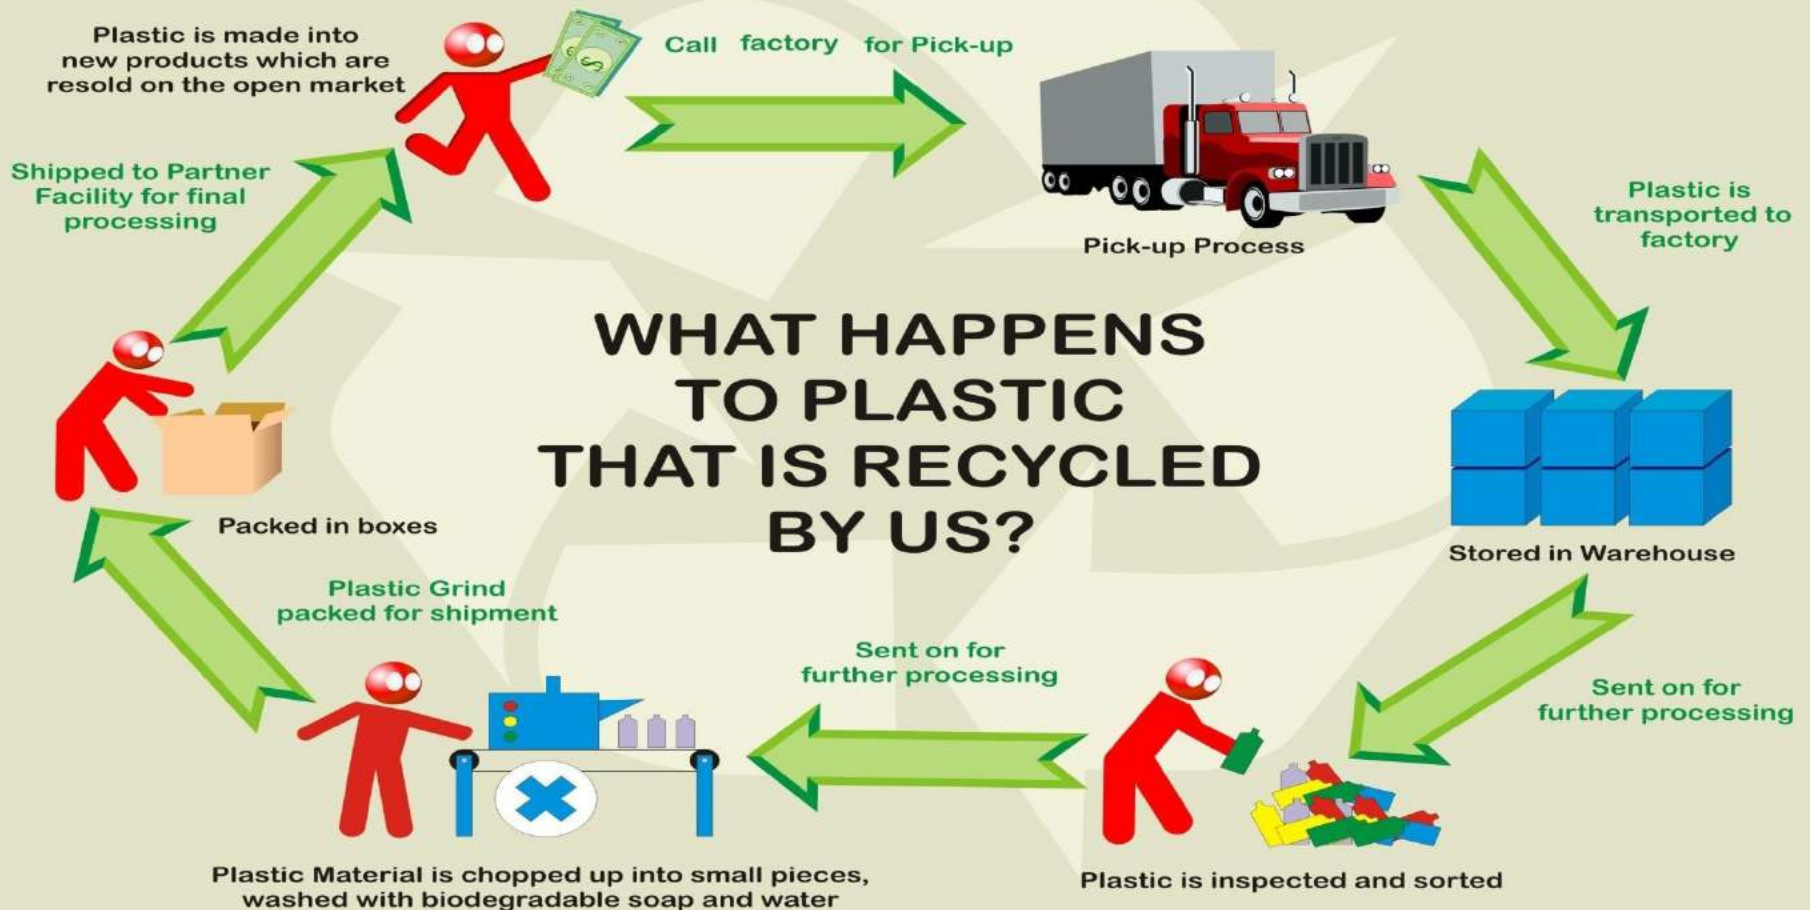 Plastic is made into
new products which are
resold on the open market
Call factory for Pick-up
Pick-up Process
Plastic is
transported to
factory
Stored in Warehouse
Sent on for
further processing
Plastic is inspected and sorted
Sent on for
further processing
Plastic Material is chopped up into small pieces,
washed with biodegradable soap and water
Plastic Grind
packed for shipment
Packed in boxes
Shipped to Partner
Facility for final
processing
WHAT HAPPENS
TO PLASTIC
THAT IS RECYCLED
BY US?